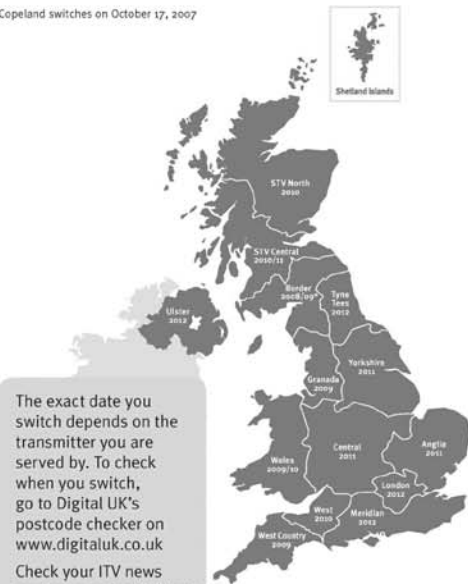 Copeland switches on October 17, 2007
Shetland Islands
STV North
2010
STV Central
2010/11
Border
2008/09*
Tyne
Tees
2012
Ulster
2012
Granada
2009
Yorkshire
2011
Wales
2009/10
Central
2011
Anglia
2011
London
2012
West
2010
Meridian
2012
West Country
2009
The exact date you
switch depends on the
transmitter you are
served by. To check
when you switch,
go to Digital UK's
postcode checker on
www.digitaluk.co.uk
Check your ITV news